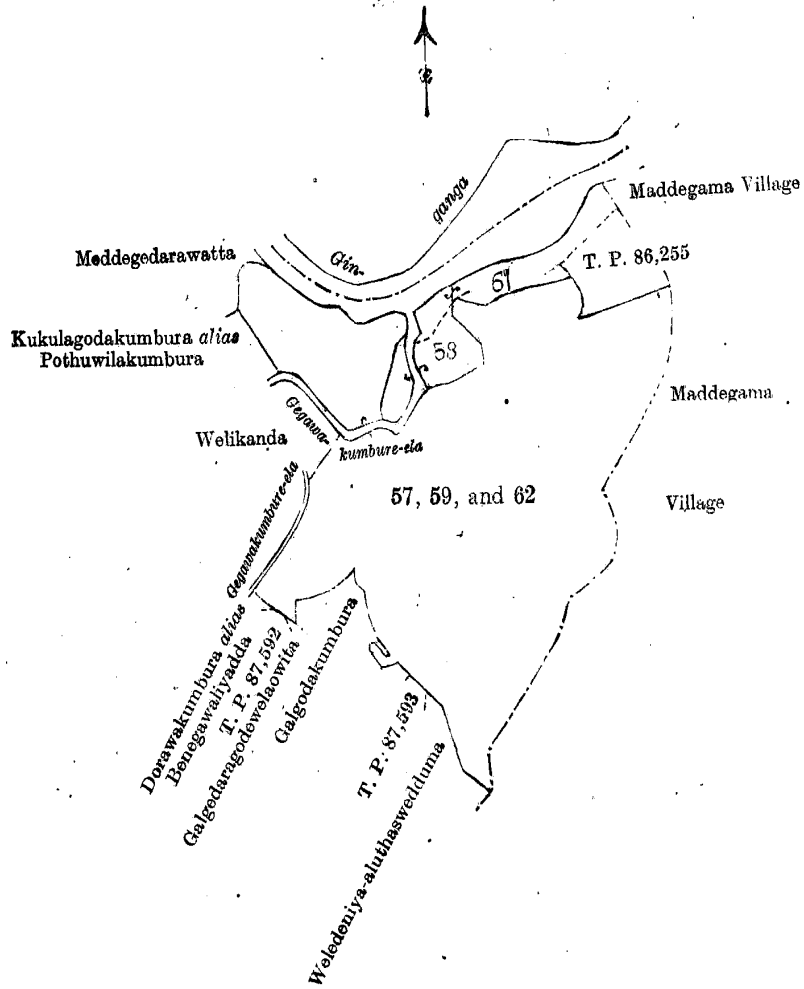 Maddegama Village
ganga
Gin-
Meddegedarawatta
T. P. 86,255
61
58
Kukulagodakumbura alias
Pothuwilakumbura
Maddegama
Gegawa-
kumbure-ela
Welikanda
57, 59, and 62
Village
Gegawakumbure-ela
Dorawakumbura alias
Benegawaliyadda
T. P. 87,592
Galgedaragodewelaowita
Galgodakumbura
T. P. 87,593
Weledeniya-aluthaswedduma